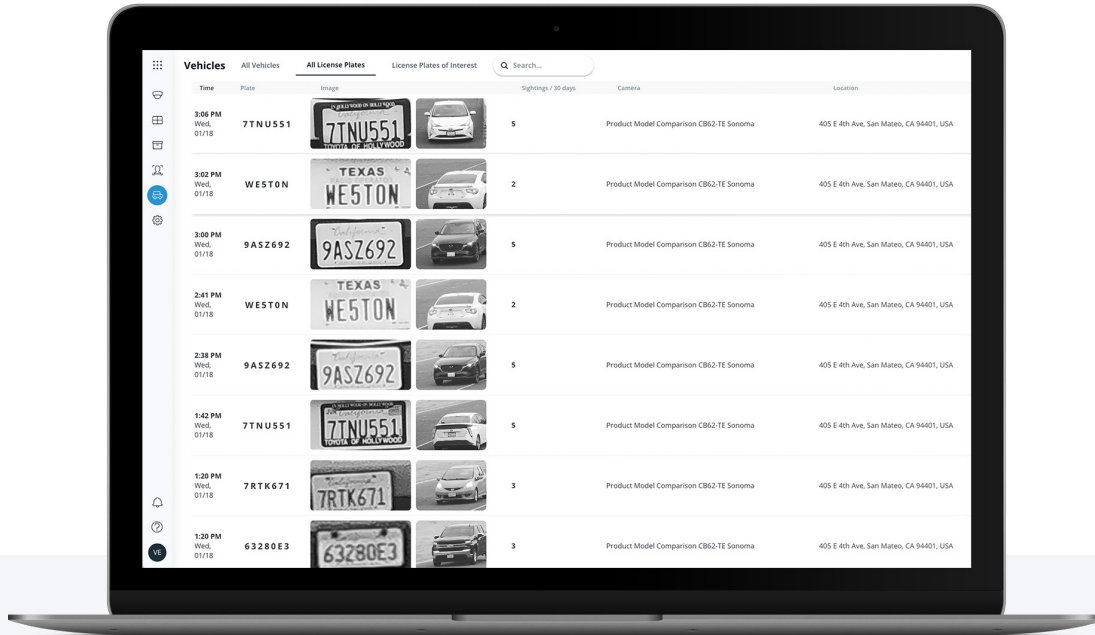 Vehicles All Vehicles All License Plates License Plates of Interest Search...
Time Plate Image Sightings / 30 days Camera Location
3:06 PM
Wed,
01/18
7TNU551
7TNU551
TOYOTA OF HOLLYWOOD
5
Product Model Comparison CB62-TE Sonoma
405 E 4th Ave, San Mateo, CA 94401, USA
3:02 PM
Wed,
01/18
WE5T0N
TEXAS
WE5T0N
2
Product Model Comparison CB62-TE Sonoma
405 E 4th Ave, San Mateo, CA 94401, USA
3:00 PM
Wed,
01/18
9ASZ692
California
9ASZ692
5
Product Model Comparison CB62-TE Sonoma
405 E 4th Ave, San Mateo, CA 94401, USA
2:41 PM
Wed,
01/18
WE5T0N
TEXAS
WE5T0N
2
Product Model Comparison CB62-TE Sonoma
405 E 4th Ave, San Mateo, CA 94401, USA
2:38 PM
Wed,
01/18
9ASZ692
California
9ASZ692
5
Product Model Comparison CB62-TE Sonoma
405 E 4th Ave, San Mateo, CA 94401, USA
1:42 PM
Wed,
01/18
7TNU551
California
7TNU551
TOYOTA OF HOLLYWOOD
5
Product Model Comparison CB62-TE Sonoma
405 E 4th Ave, San Mateo, CA 94401, USA
1:20 PM
Wed,
01/18
7RTK671
7RTK671
3
Product Model Comparison CB62-TE Sonoma
405 E 4th Ave, San Mateo, CA 94401, USA
1:20 PM
Wed,
01/18
63280E3
63280E3
3
Product Model Comparison CB62-TE Sonoma
405 E 4th Ave, San Mateo, CA 94401, USA
VE